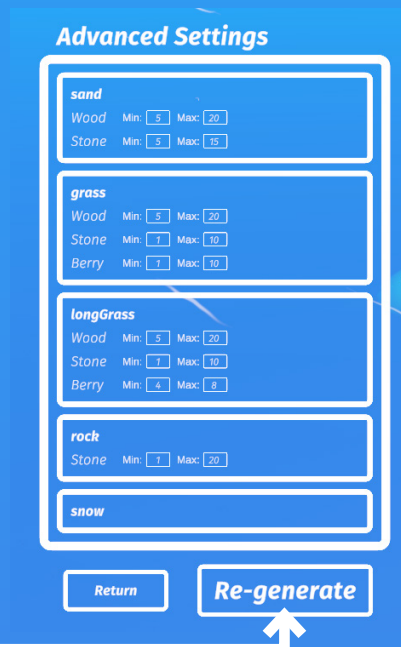 Advanced Settings
sand
Wood Min: 5 Max: 20
Stone Min: 5 Max: 15
grass
Wood Min: 5 Max: 20
Stone Min: 1 Max: 10
Berry Min: 1 Max: 10
longGrass
Wood Min: 5 Max: 20
Stone Min: 1 Max: 10
Berry Min: 4 Max: 8
rock
Stone Min: 1 Max: 20
snow
Return Re-generate